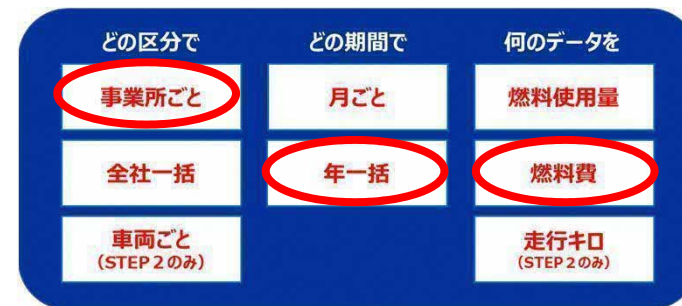 どの区分で
どの期間で
何のデータを
事業所ごと
月ごと
燃料使用量
全社一括
年一括
燃料費
車両ごと
(STEP2のみ)
走行キロ
(STEP2のみ)